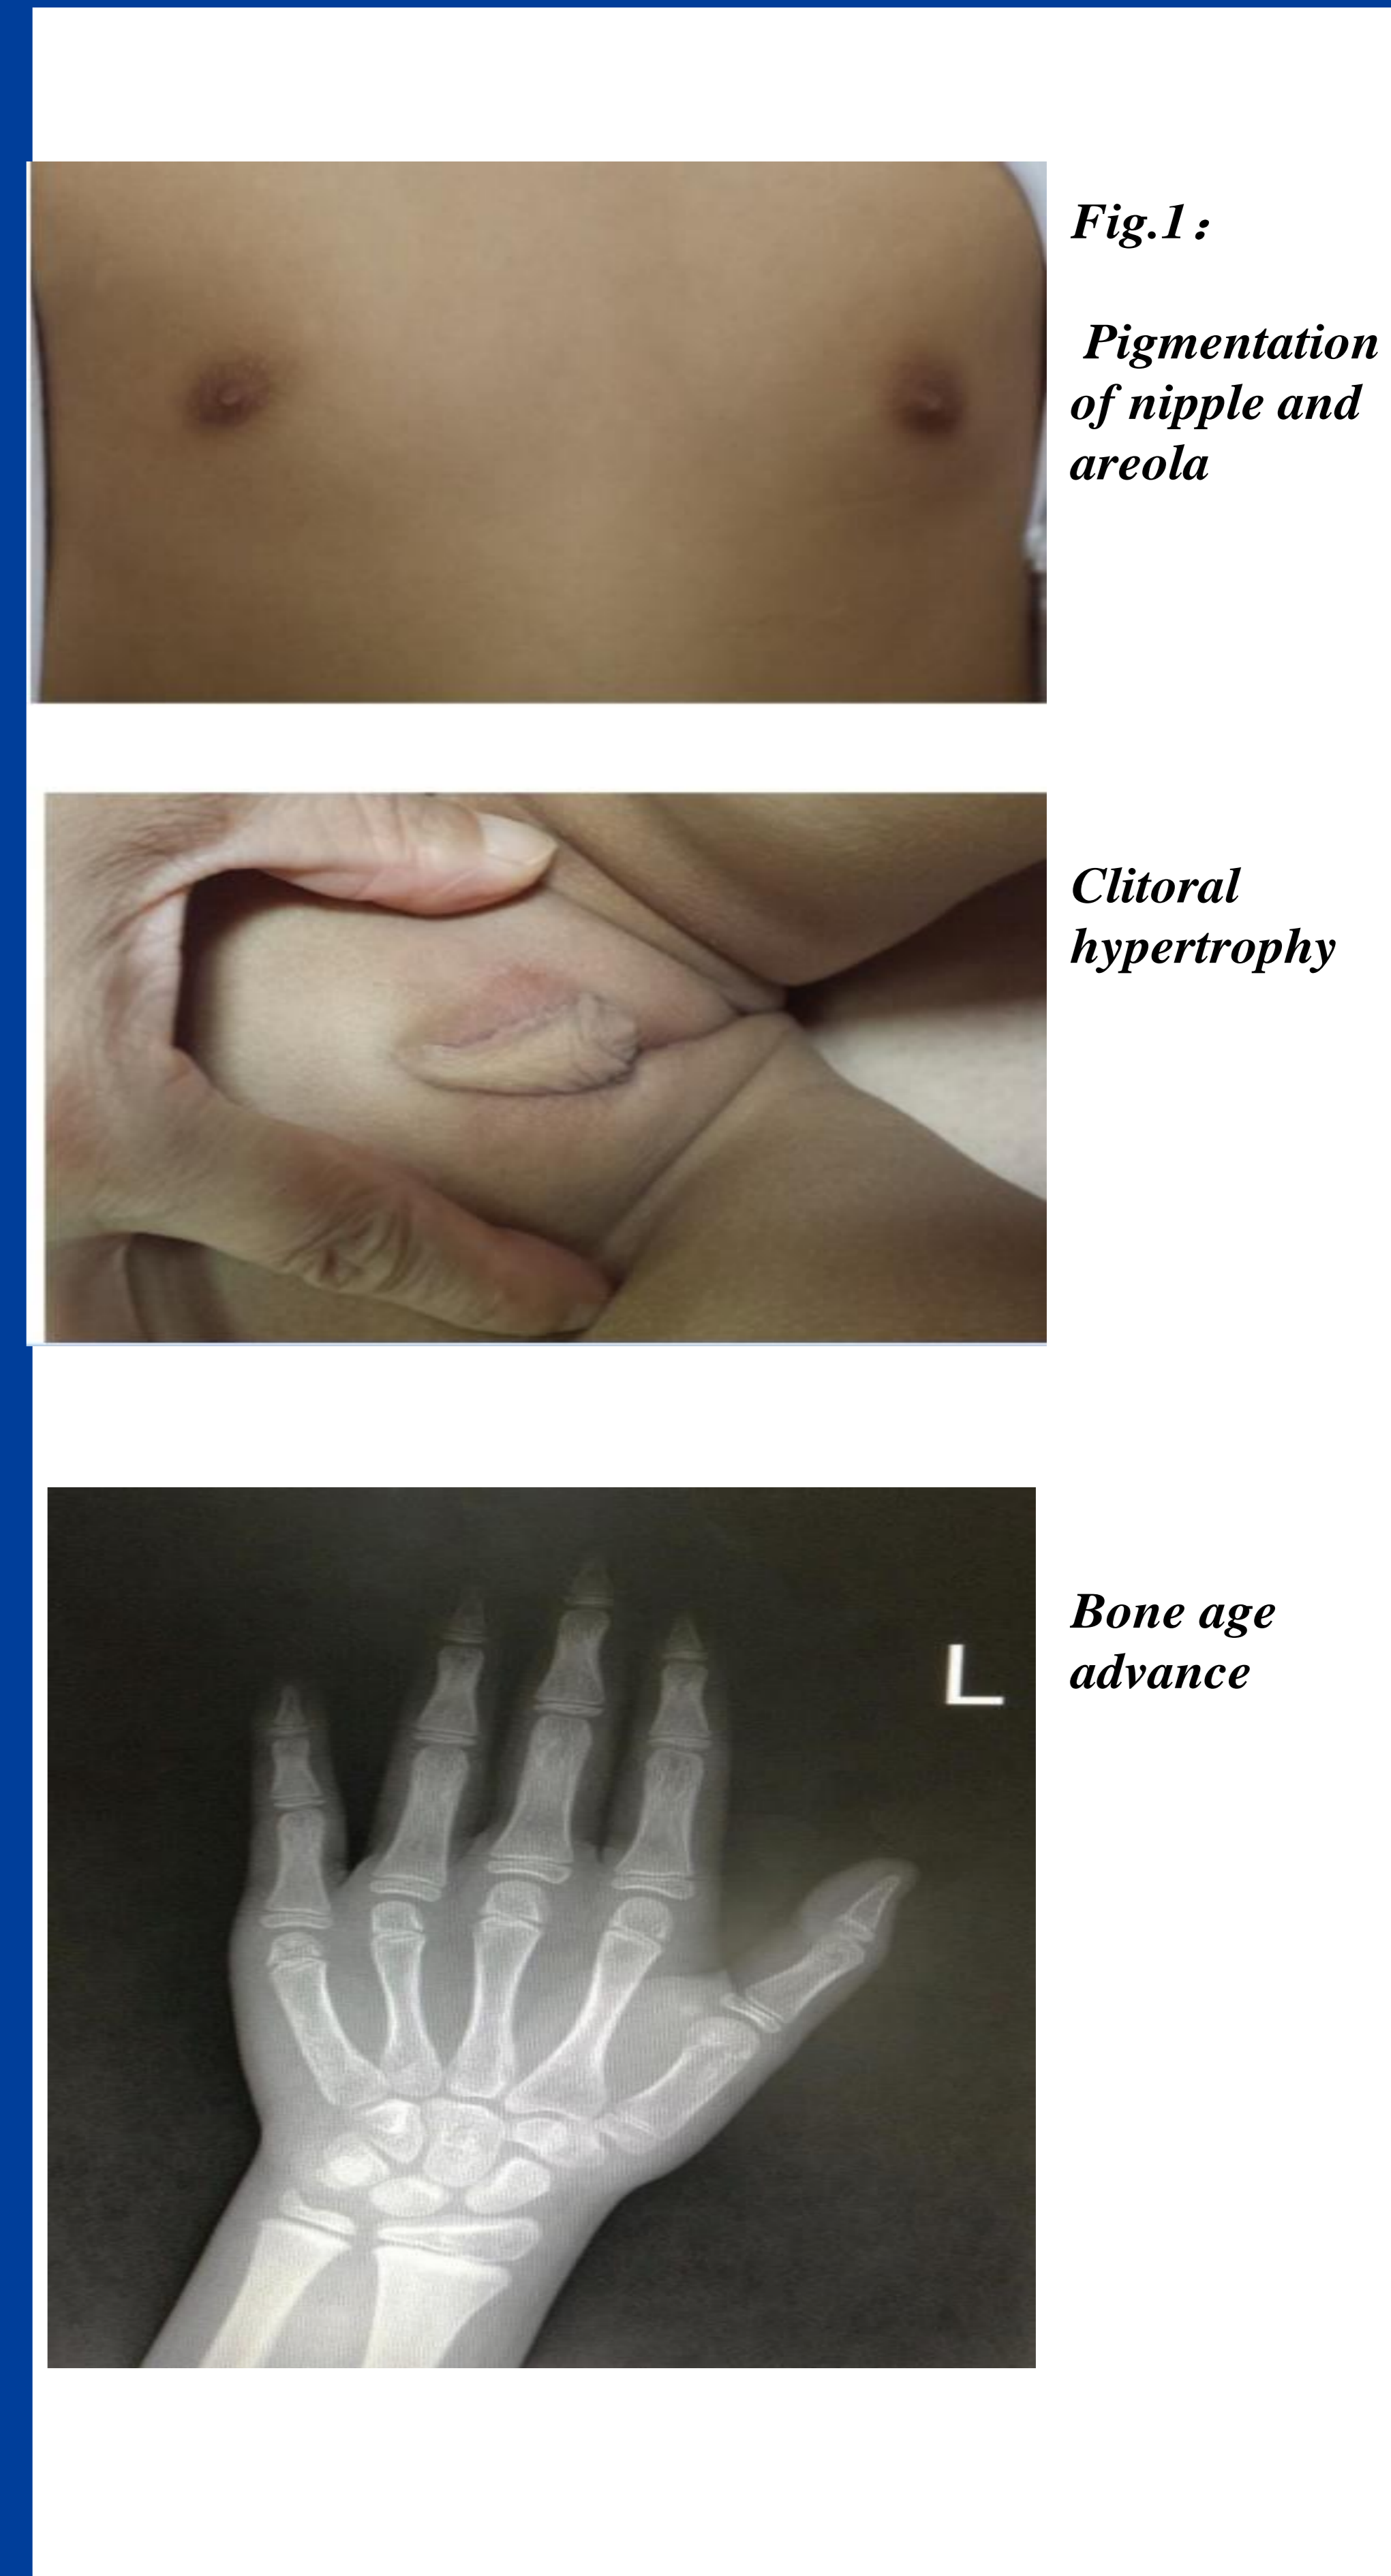 Fig.1：
Pigmentation
of nipple and
areola
Clitoral
hypertrophy
L
Bone age
advance